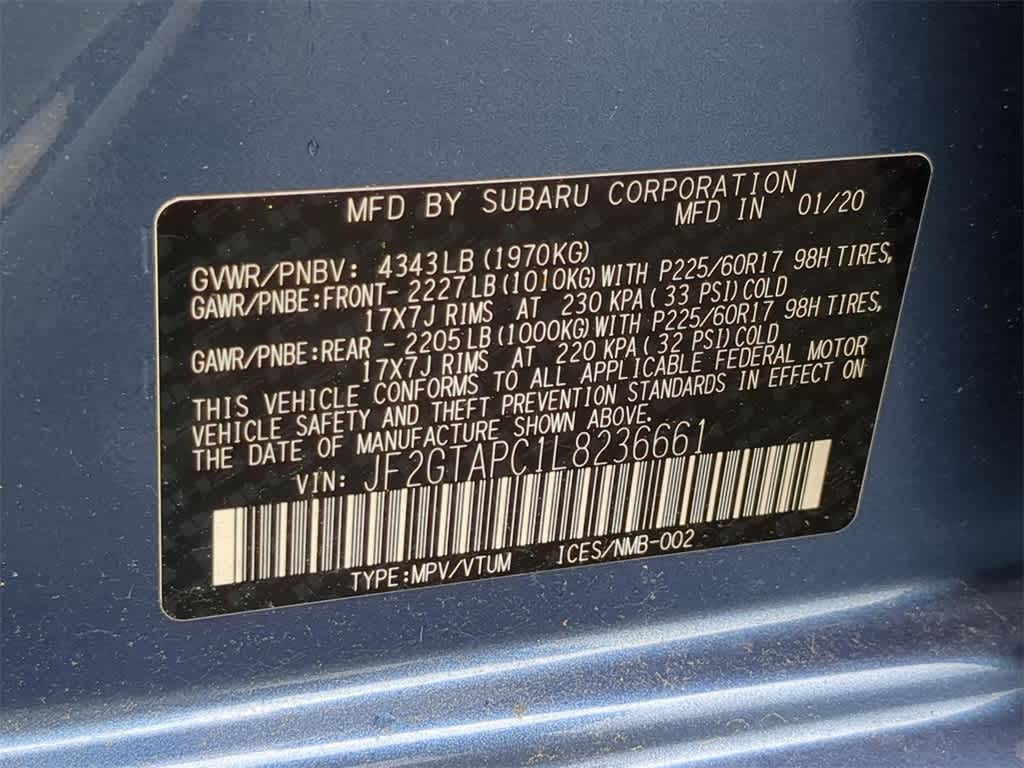 MFD BY SUBARU CORPORATION
MFD IN 01/20
GVWR/PNBV: 4343LB (1970KG)
GAWR/PNBE:FRONT- 2227LB (1010KG)WITH P225/60R17 98H TIRES,
17X7J RIMS AT 230 KPA( 33 PSI)COLD
GAWR/PNBE:REAR - 2205LB (1000KG)WITH P225/60R17 98H TIRES,
17X7J RIMS AT 220 KPA( 32 PSI)COLD
THIS VEHICLE CONFORMS TO ALL APPLICABLE FEDERAL MOTOR
VEHICLE SAFETY AND THEFT PREVENTION STANDARDS IN EFFECT ON
THE DATE OF MANUFACTURE SHOWN ABOVE.
VIN: JF2GTAPC1L8236661
TYPE:MPV/VTUM ICES/NMB-002